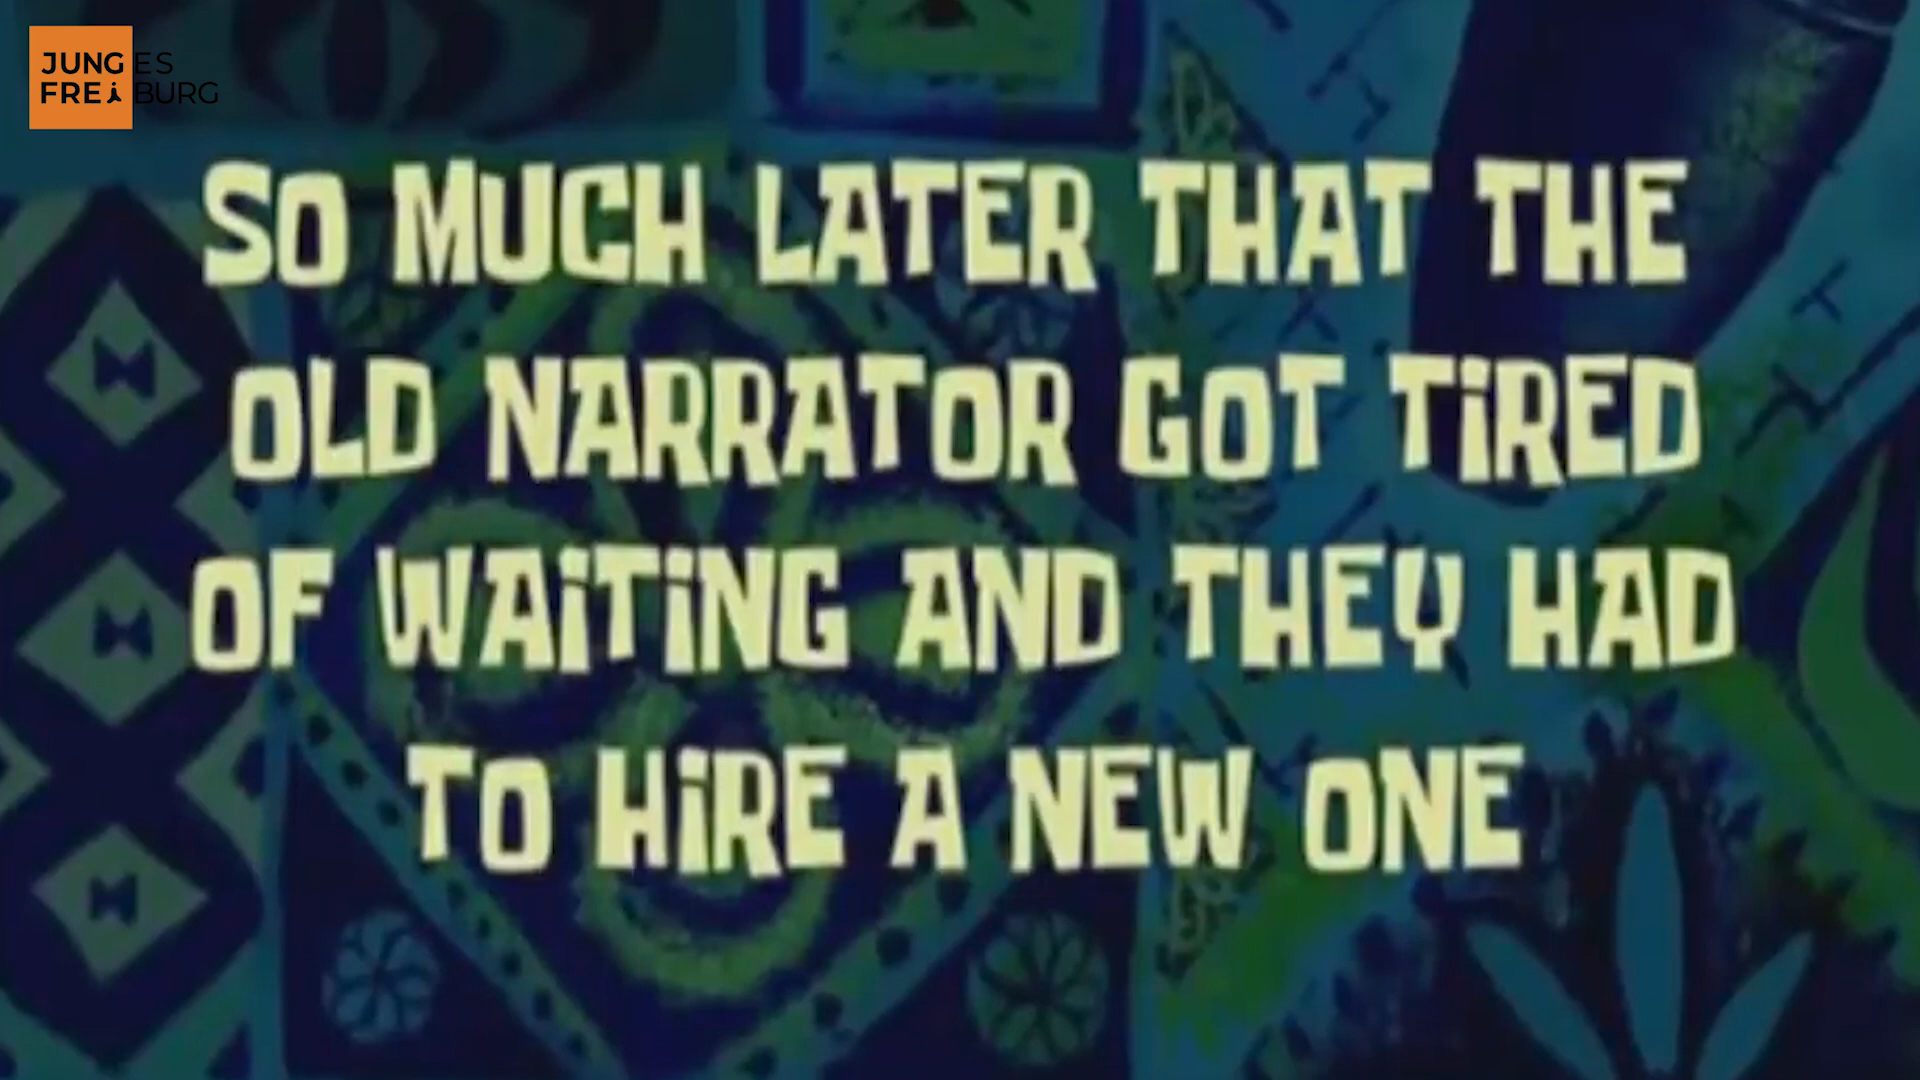 JUNGES
FREIBURG
SO MUCH LATER THAT THE
OLD NARRATOR GOT TIRED
OF WAITING AND THEY HAD
TO HIRE A NEW ONE